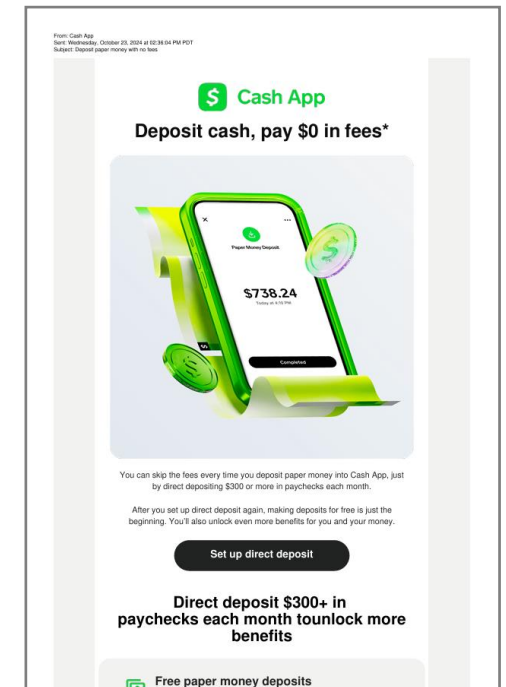 From: Cash App
Sent: Wednesday, October 23, 2024 at 02:36:04 PM PDT
Subject: Deposit paper money with no fees
$ Cash App
Deposit cash, pay $0 in fees*
Paper Money Deposit
$738.24
Today at 4:15 PM
Completed
You can skip the fees every time you deposit paper money into Cash App, just
by direct depositing $300 or more in paychecks each month.
After you set up direct deposit again, making deposits for free is just the
beginning. You'll also unlock even more benefits for you and your money.
Set up direct deposit
Direct deposit $300+ in
paychecks each month tounlock more
benefits
Free paper money deposits